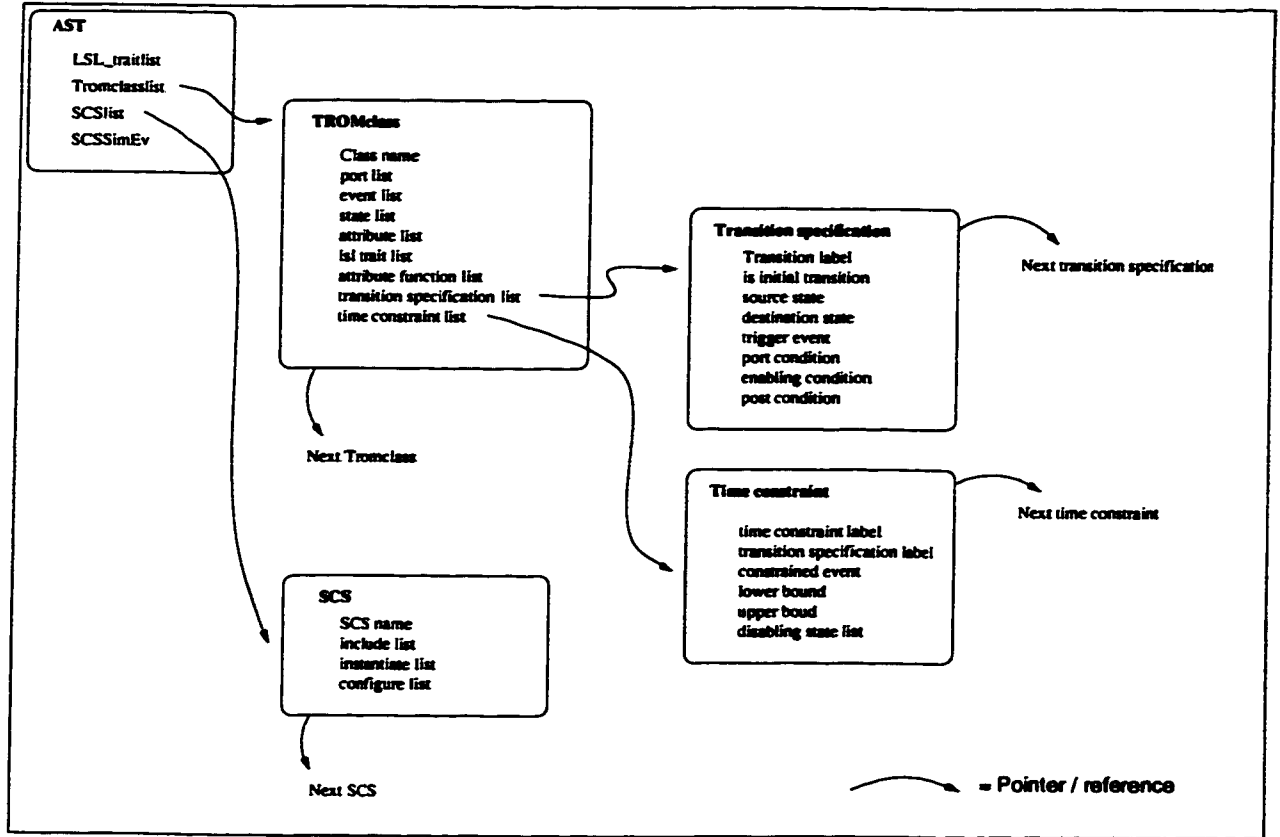 AST
LSL_traitlist
Tromclasslist
SCSlist
SCSSimEv
TROMclass
Class name
port list
event list
state list
attribute list
lsl trait list
attribute function list
transition specification list
time constraint list
Next Tromclass
Transition specification
Transition label
is initial transition
source state
destination state
trigger event
port condition
enabling condition
post condition
Next transition specification
Time constraint
time constraint label
transition specification label
constrained event
lower bound
upper boud
disabling state list
Next time constraint
SCS
SCS name
include list
instantiate list
configure list
Next SCS
= Pointer / reference